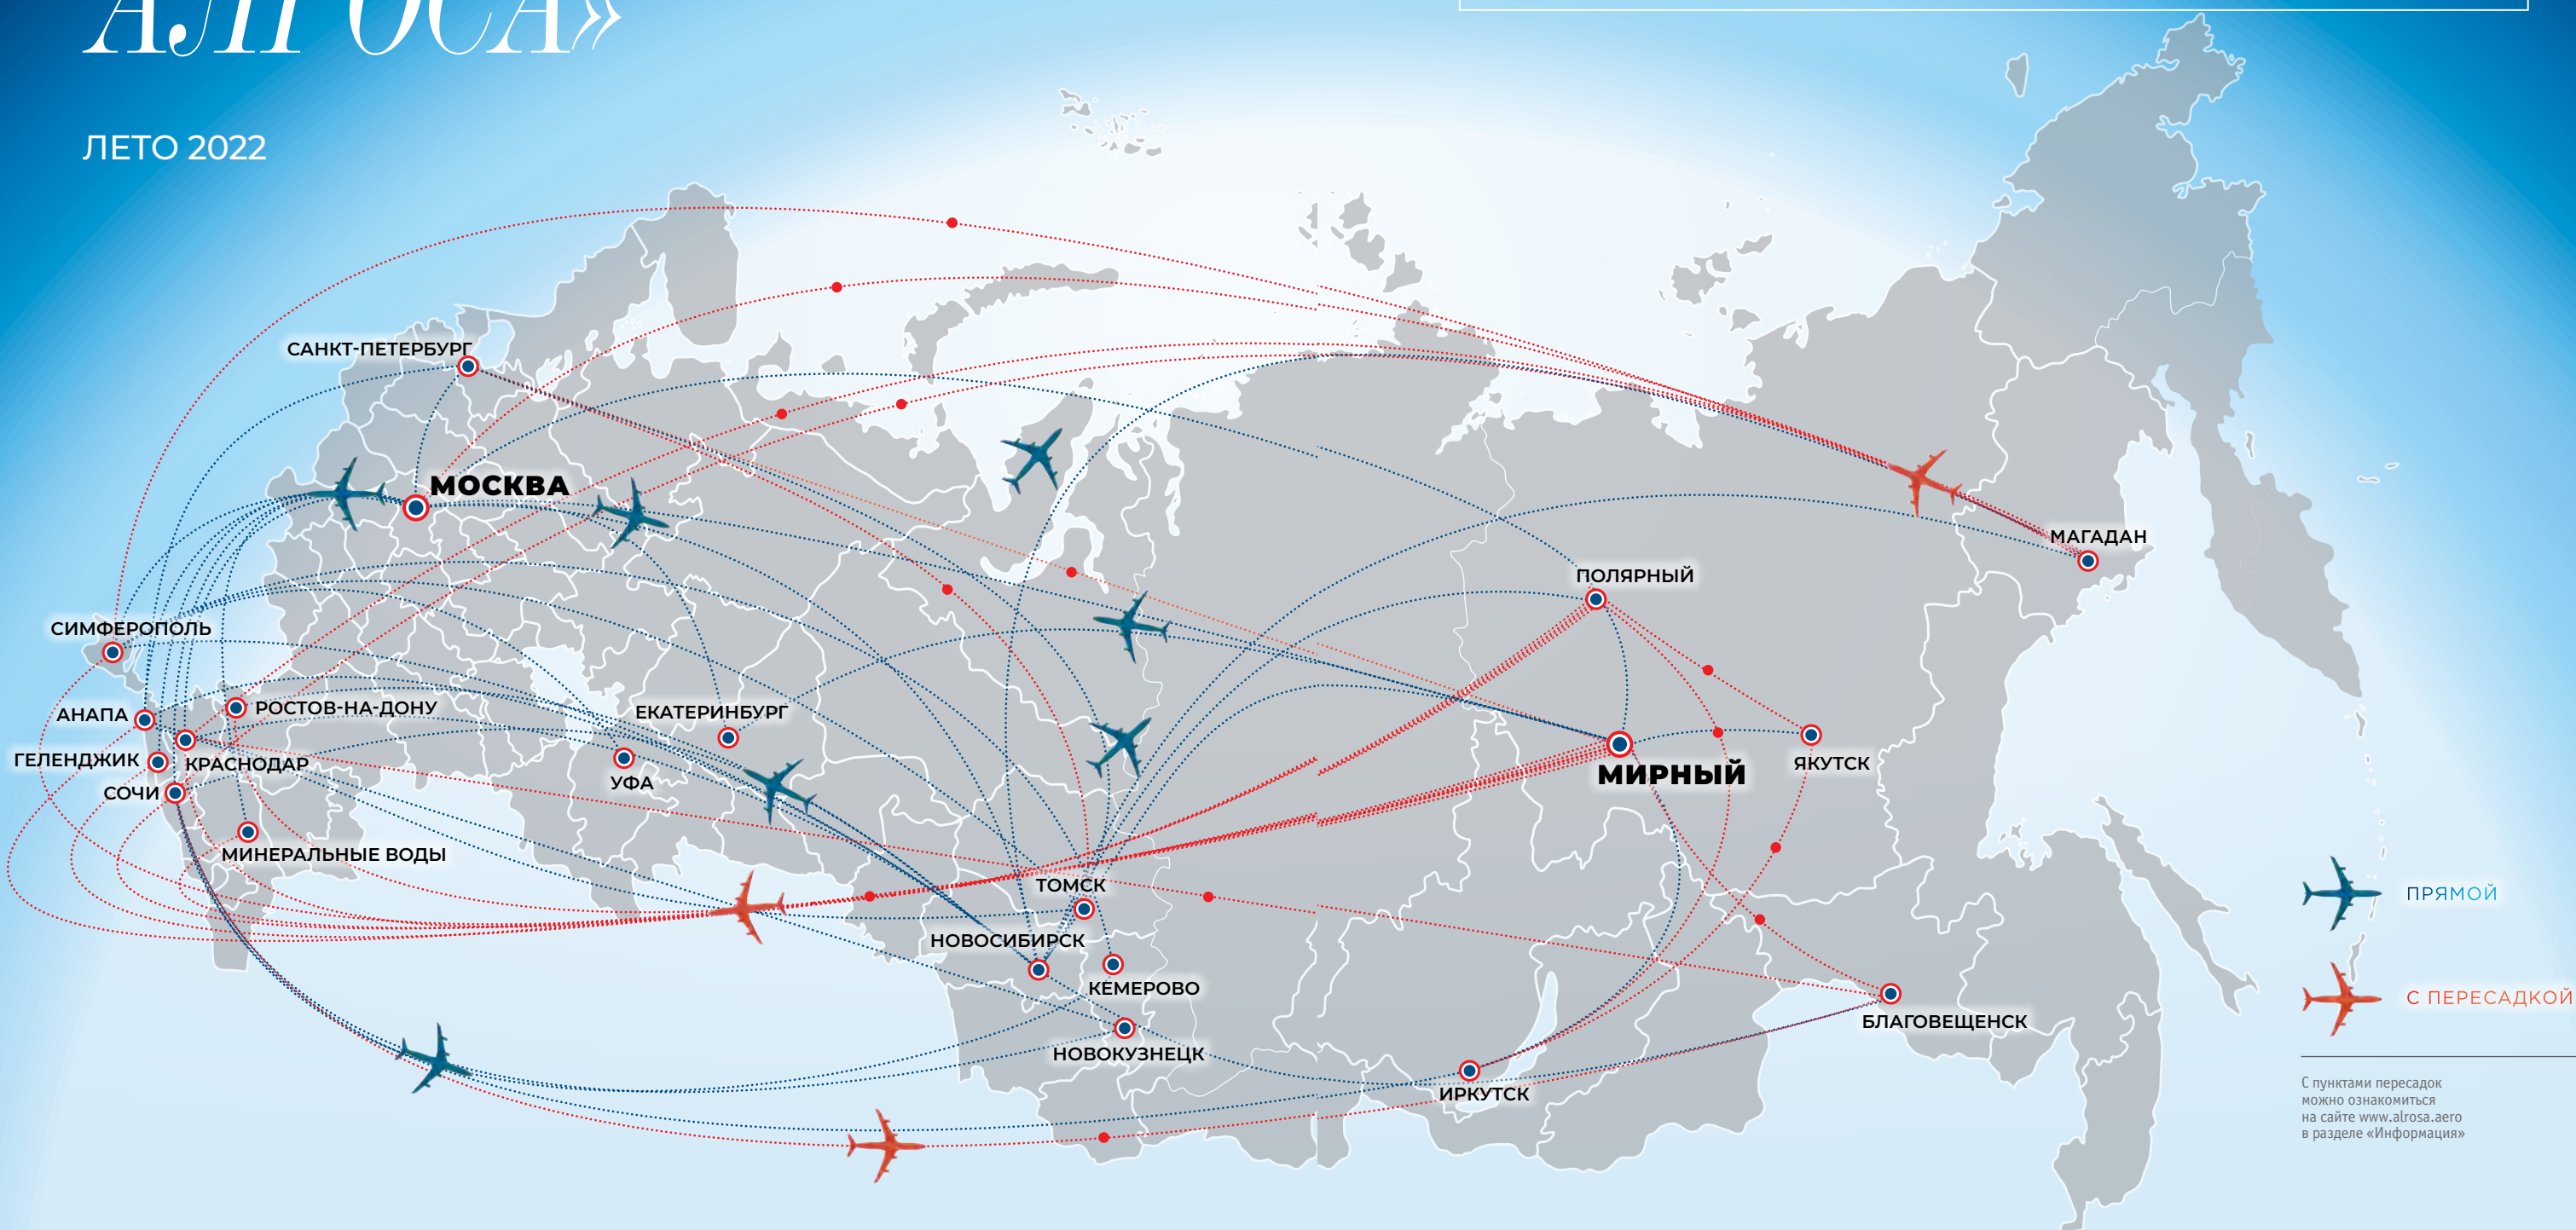 АЛРОСА»
ЛЕТО 2022
САНКТ-ПЕТЕРБУРГ
МОСКВА
МАГАДАН
ПОЛЯРНЫЙ
СИМФЕРОПОЛЬ
АНАПА
РОСТОВ-НА-ДОНУ
ЕКАТЕРИНБУРГ
ГЕЛЕНДЖИК
КРАСНОДАР
УФА
МИРНЫЙ
ЯКУТСК
СОЧИ
МИНЕРАЛЬНЫЕ ВОДЫ
ТОМСК
ПРЯМОЙ
НОВОСИБИРСК
КЕМЕРОВО
С ПЕРЕСАДКОЙ
БЛАГОВЕЩЕНСК
НОВОКУЗНЕЦК
ИРКУТСК
С пунктами пересадок
можно ознакомиться
на сайте www.alrosa.aero
в разделе «Информация»